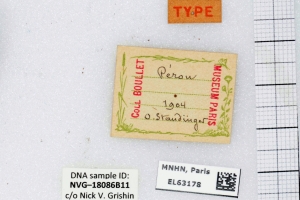 TYPE
COLL BOULLET
Pérou
1904
O. Staudinger
MUSEUM PARIS
DNA sample ID:
NVG–18086B11
c/o Nick V. Grishin
MNHN, Paris
EL63178